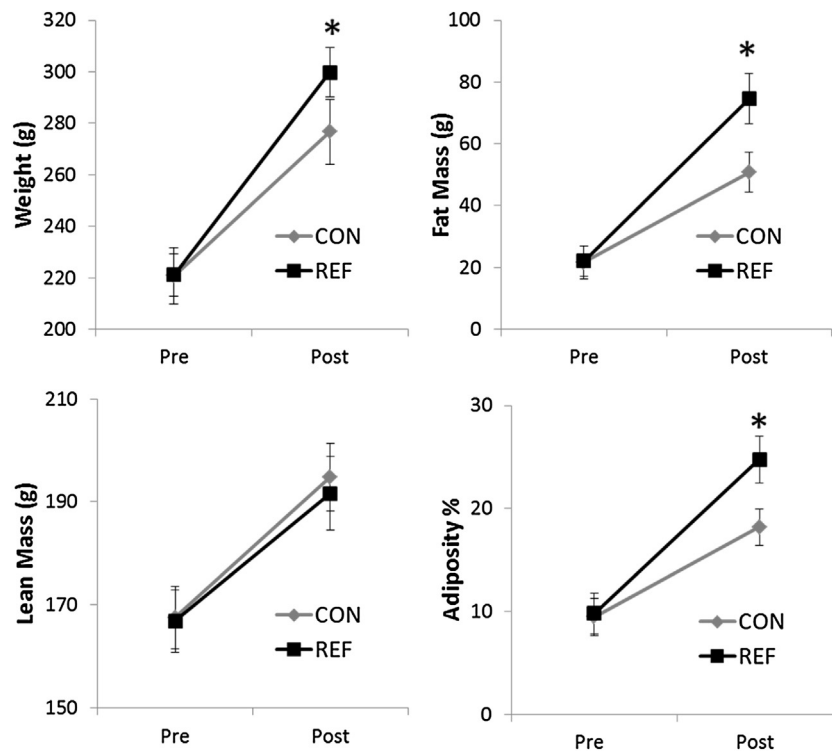 Weight (g)
320
300
280
260
240
220
200
*
CON
REF
Pre
Post
Fat Mass (g)
100
80
60
40
20
0
*
CON
REF
Pre
Post
Lean Mass (g)
210
190
170
150
CON
REF
Pre
Post
Adiposity %
30
20
10
0
*
CON
REF
Pre
Post